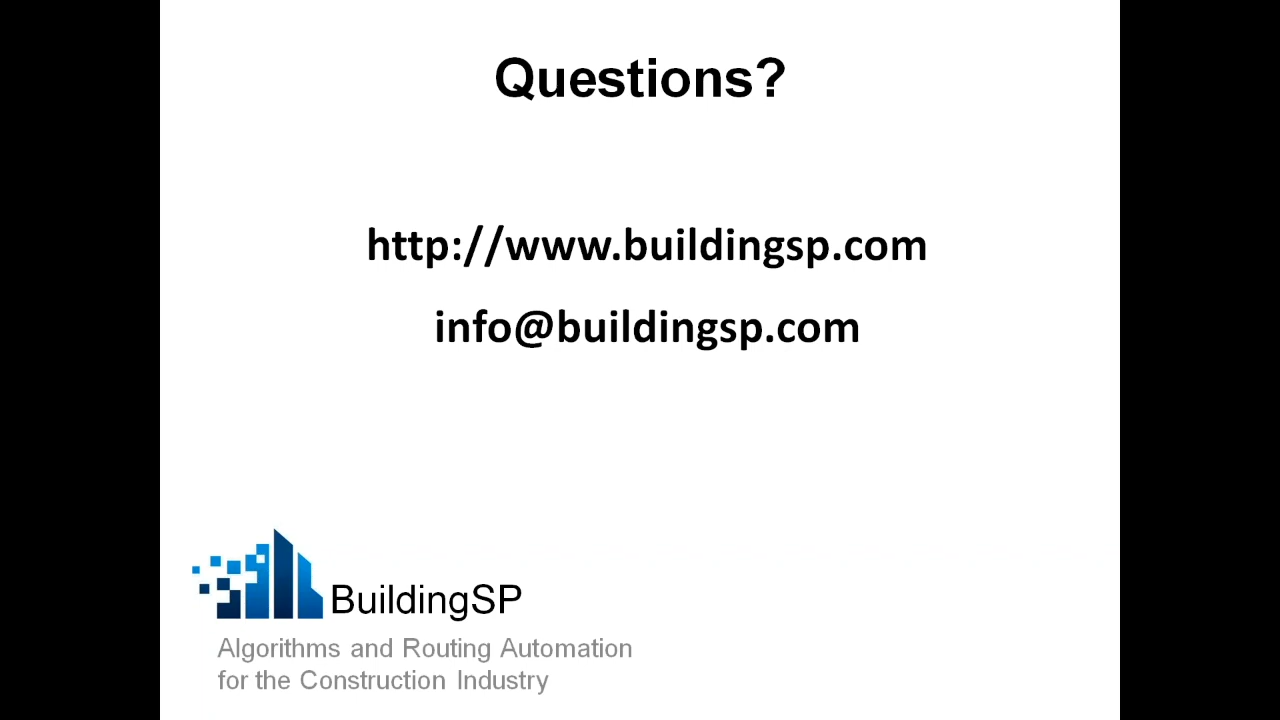 Questions?
http://www.buildingsp.com
info@buildingsp.com
BuildingSP
Algorithms and Routing Automation
for the Construction Industry